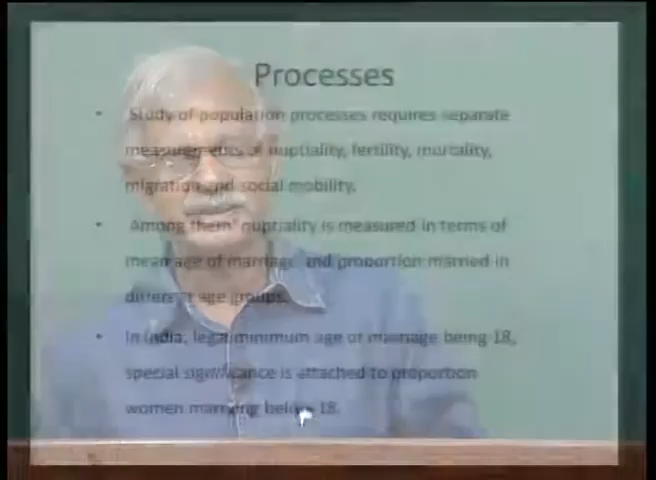 Processes
• Study of population processes requires separate
measurements of nuptiality, fertility, mortality,
migration and social mobility.
• Among them nuptiality is measured in terms of
mean age of marriage and proportion married in
different age groups.
• In India, legal minimum age of marriage being 18,
special significance is attached to proportion
women marrying before 18.